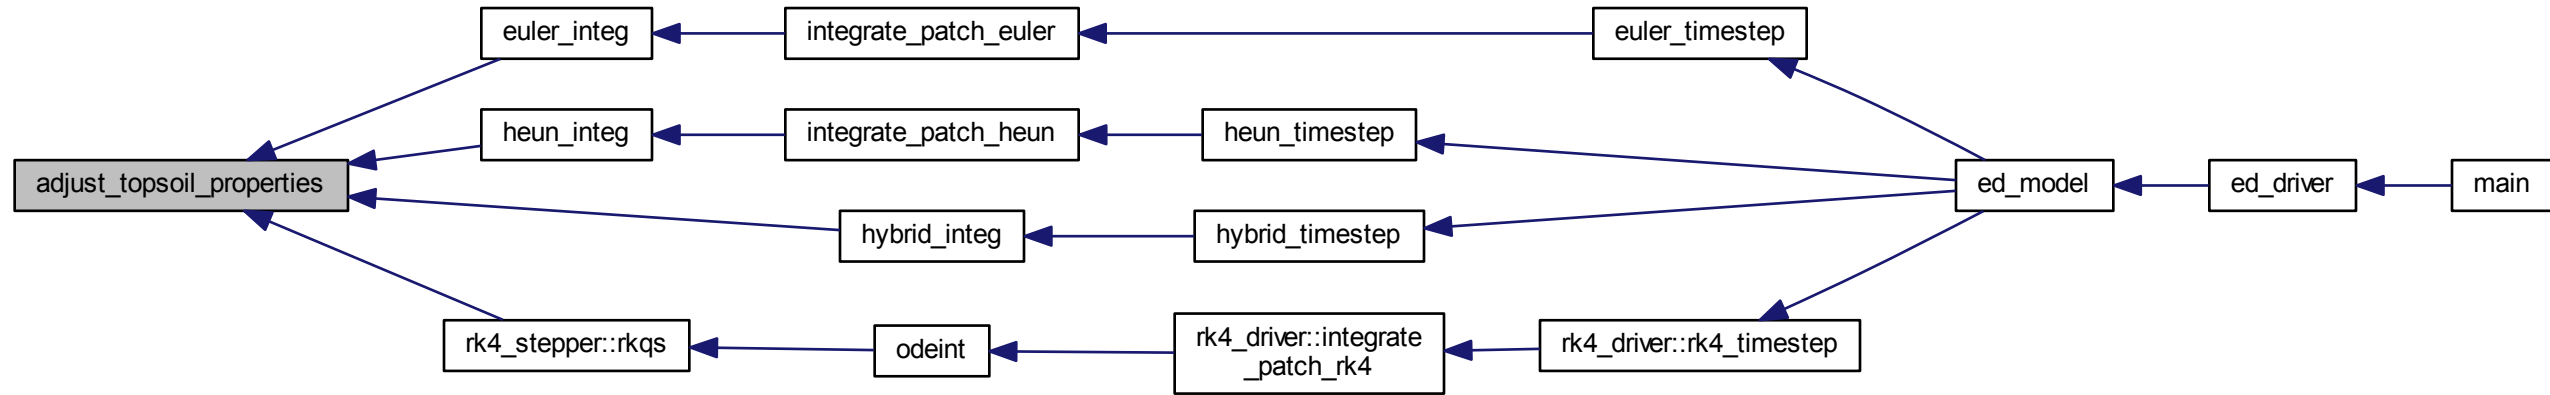 euler_integ
integrate_patch_euler
euler_timestep
heun_integ
integrate_patch_heun
heun_timestep
adjust_topsoil_properties
ed_model
ed_driver
main
hybrid_integ
hybrid_timestep
rk4_stepper::rkqs
odeint
rk4_driver::integrate
_patch_rk4
rk4_driver::rk4_timestep